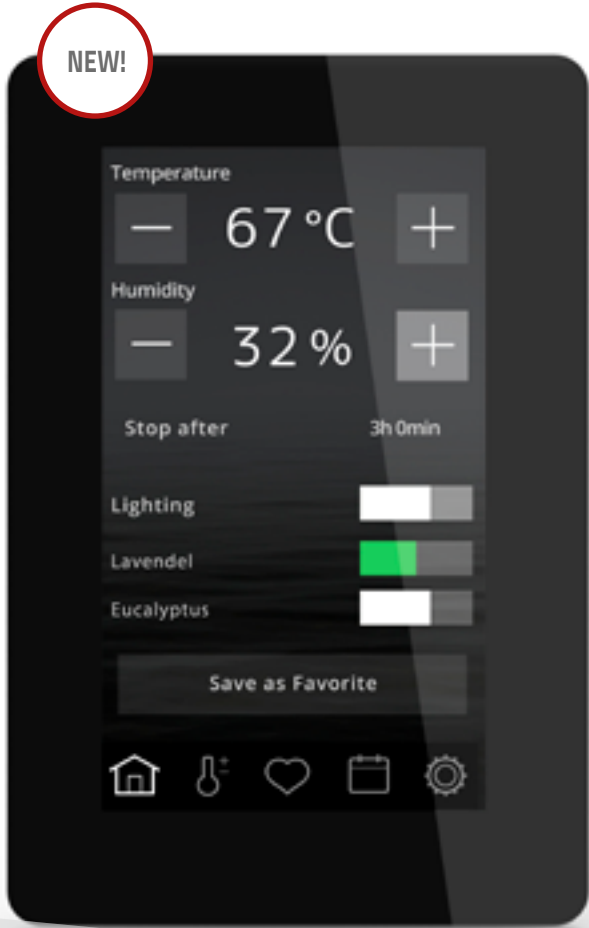 NEW!
Temperature
67 °C
Humidity
32 %
Stop after 3h 0min
Lighting
Lavendel
Eucalyptus
Save as Favorite